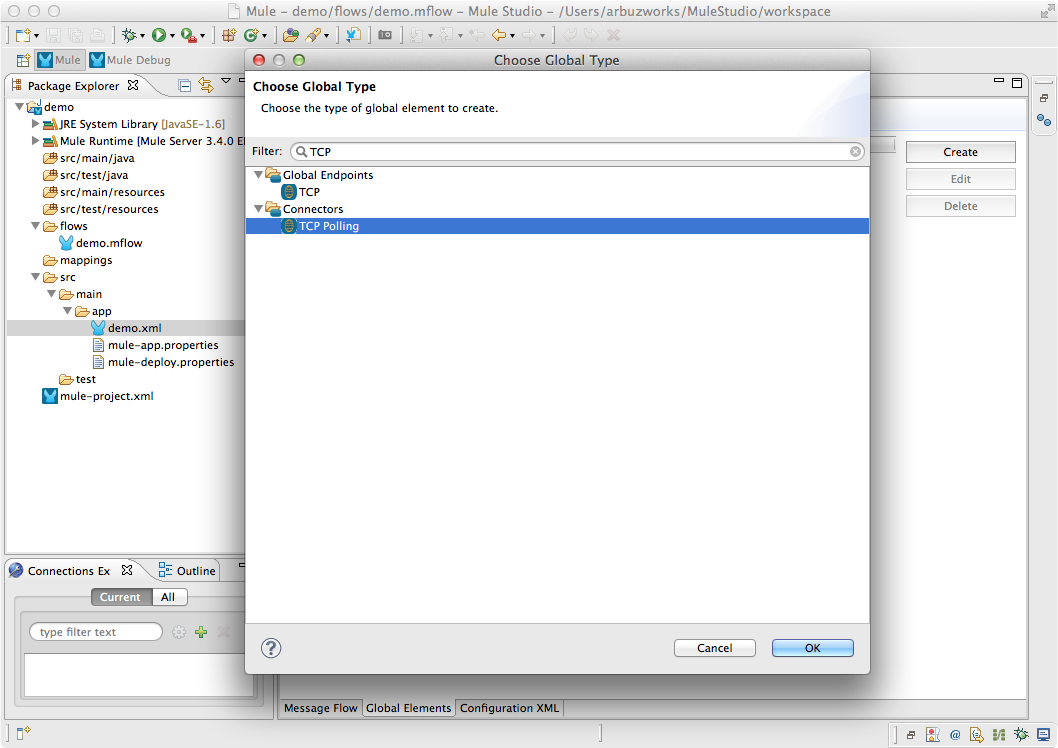 Mule – demo/flows/demo.mflow – Mule Studio – /Users/arbuzworks/MuleStudio/workspace
Mule
Mule Debug
Package Explorer
demo
JRE System Library [JavaSE-1.6]
Mule Runtime [Mule Server 3.4.0 E
src/main/java
src/test/java
src/main/resources
src/test/resources
flows
demo.mflow
mappings
src
main
app
demo.xml
mule-app.properties
mule-deploy.properties
test
mule-project.xml
Choose Global Type
Choose Global Type
Choose the type of global element to create.
Filter:
TCP
Global Endpoints
TCP
Connectors
TCP Polling
Cancel
OK
Create
Edit
Delete
Connections Ex
Outline
Current
All
type filter text
Message Flow
Global Elements
Configuration XML